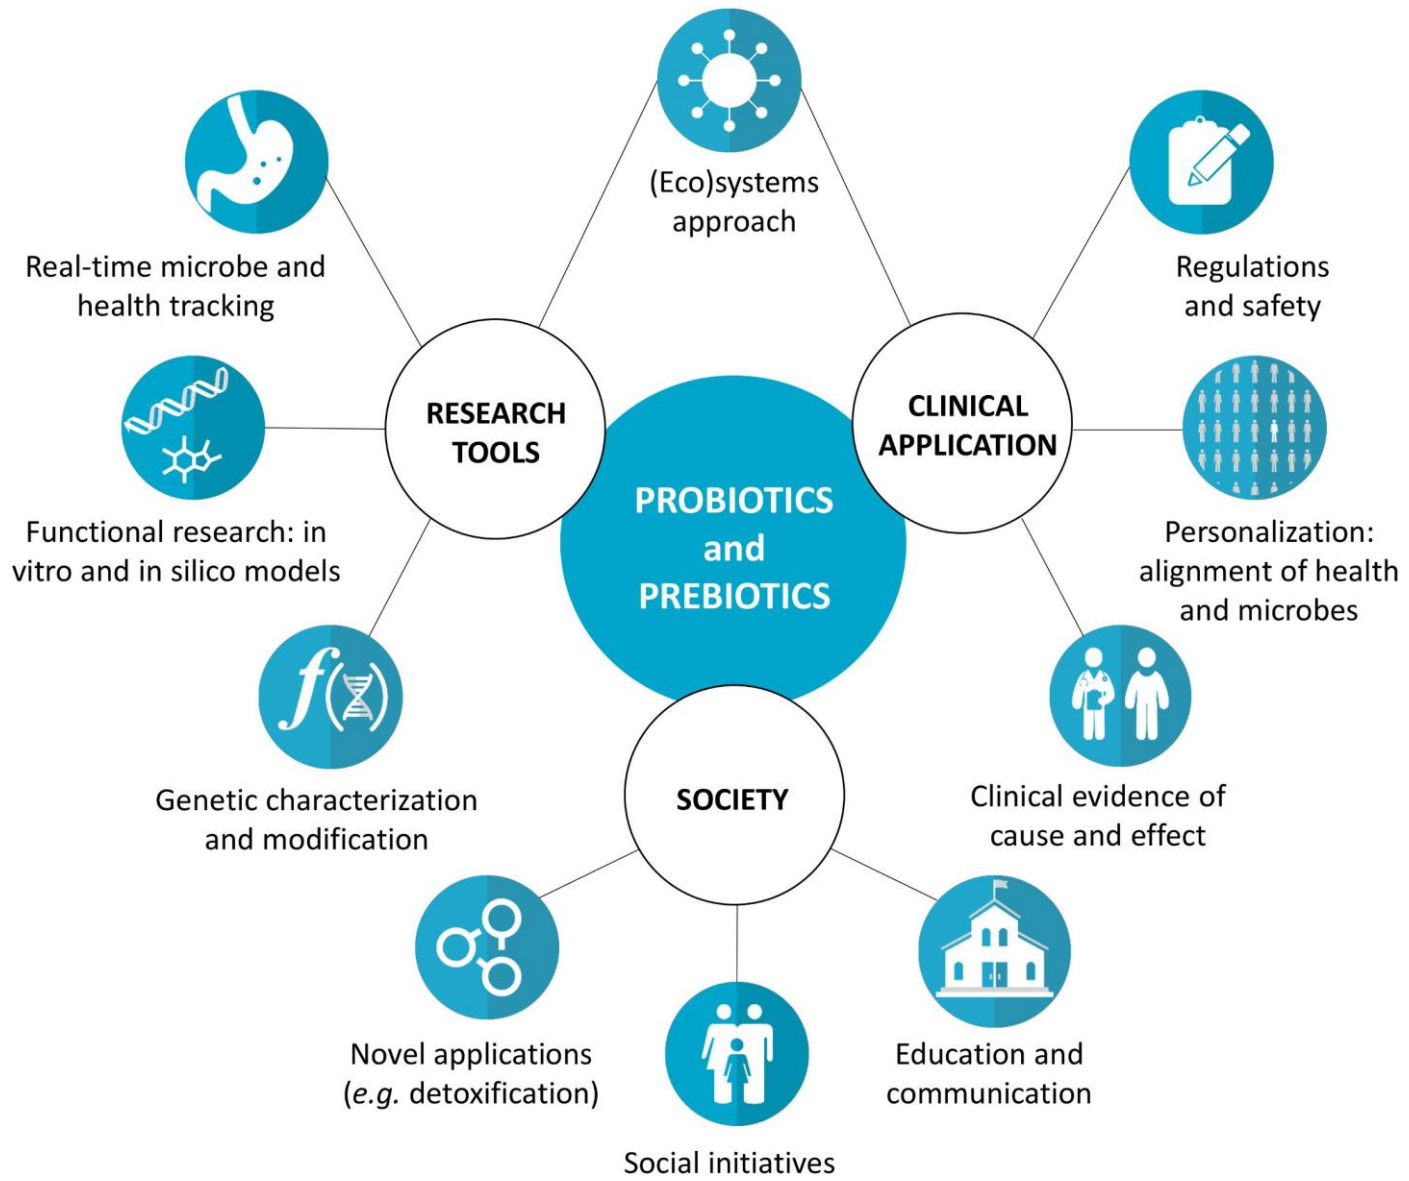 (Eco)systems
approach
Real-time microbe and
health tracking
Regulations
and safety
RESEARCH
TOOLS
CLINICAL
APPLICATION
Functional research: in
vitro and in silico models
PROBIOTICS
and
PREBIOTICS
Personalization:
alignment of health
and microbes
f( )
Genetic characterization
and modification
SOCIETY
Clinical evidence of
cause and effect
Novel applications
(e.g. detoxification)
Education and
communication
Social initiatives